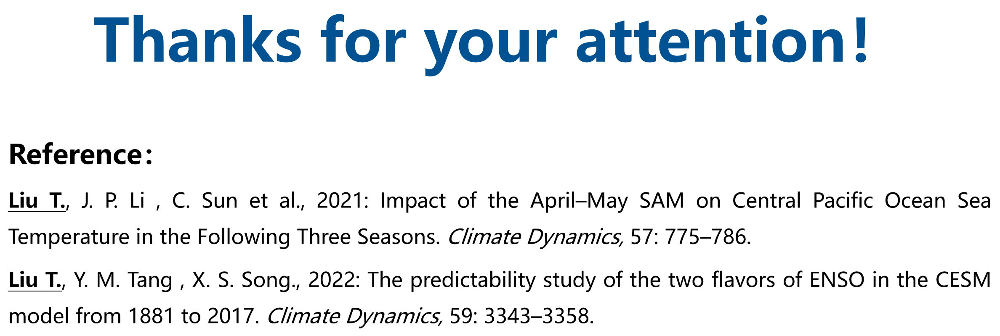 Thanks for your attention!
Reference:
Liu T., J. P. Li , C. Sun et al., 2021: Impact of the April–May SAM on Central Pacific Ocean Sea
Temperature in the Following Three Seasons. Climate Dynamics, 57: 775–786.
Liu T., Y. M. Tang , X. S. Song., 2022: The predictability study of the two flavors of ENSO in the CESM
model from 1881 to 2017. Climate Dynamics, 59: 3343–3358.